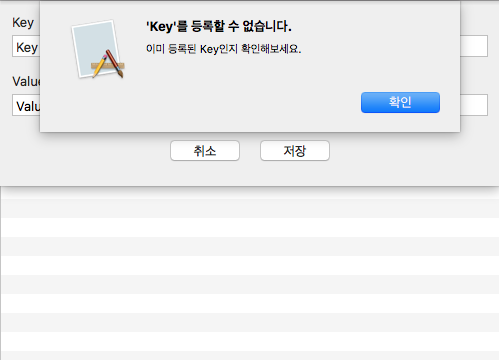 Key
'Key'를 등록할 수 없습니다.
이미 등록된 Key인지 확인해보세요.
Key
Value
확인
Valu
취소
저장